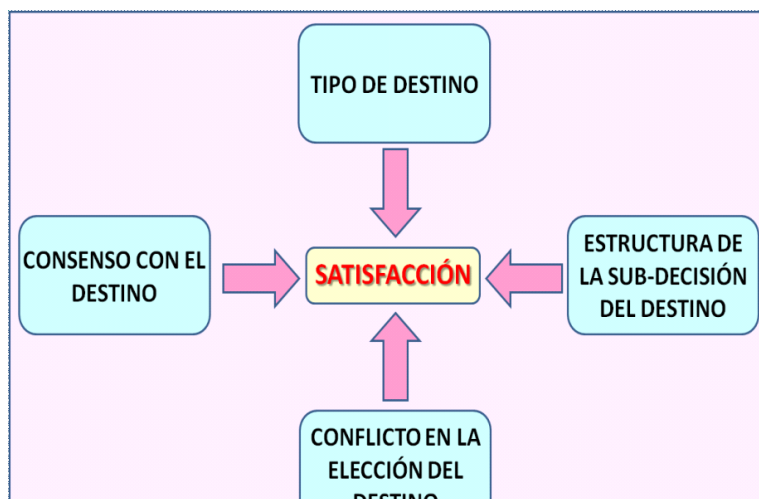 TIPO DE DESTINO
CONSENSO CON EL
DESTINO
SATISFACCIÓN
ESTRUCTURA DE
LA SUB-DECISIÓN
DEL DESTINO
CONFLICTO EN LA
ELECCIÓN DEL
DESTINO